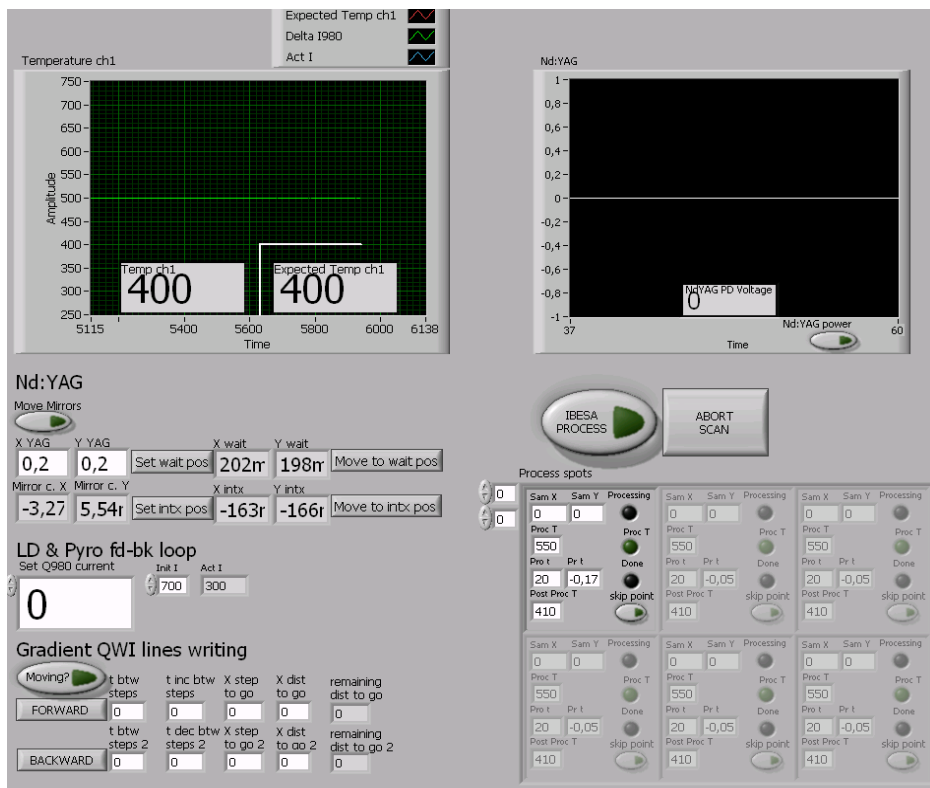 Expected Temp ch1
Delta I980
Act I
Temperature ch1
750
700
650
600
550
500
450
400
350
300
250
Amplitude
Temp ch1
400
Expected Temp ch1
400
5115 5400 5600 5800 6000 6138
Time
Nd:YAG
1
0,8
0,6
0,4
0,2
0
-0,2
-0,4
-0,6
-0,8
-1
NdYAG PD Voltage
0
37 60
Time
Nd:YAG power
Nd:YAG
Move Mirrors
X YAG Y YAG X wait Y wait
0,2 0,2 Set wait pos 202m 198m Move to wait pos
Mirror c. X Mirror c. Y X intx Y intx
-3,27 5,54r Set intx pos -163r -166r Move to intx pos
LD & Pyro fd-bk loop
Set Q980 current Init I Act I
0 700 300
Gradient QWI lines writing
Moving? t btw steps t inc btw steps X step to go X dist to go remaining dist to go
FORWARD 0 0 0 0 0
t btw steps 2 t dec btw steps 2 X step to go 2 X dist to go 2 remaining dist to go 2
BACKWARD 0 0 0 0 0
IBESA PROCESS
ABORT SCAN
Process spots
0
0
Sam X Sam Y Processing
0 0
Proc T Proc T
550
Pro t Pr t Done
20 -0,17
Post Proc T skip point
410
Sam X Sam Y Processing
0 0
Proc T Proc T
550
Pro t Pr t Done
20 -0,05
Post Proc T skip point
410
Sam X Sam Y Processing
0 0
Proc T Proc T
550
Pro t Pr t Done
20 -0,05
Post Proc T skip point
410
Sam X Sam Y Processing
0 0
Proc T Proc T
550
Pro t Pr t Done
20 -0,05
Post Proc T skip point
410
Sam X Sam Y Processing
0 0
Proc T Proc T
550
Pro t Pr t Done
20 -0,05
Post Proc T skip point
410
Sam X Sam Y Processing
0 0
Proc T Proc T
550
Pro t Pr t Done
20 -0,05
Post Proc T skip point
410